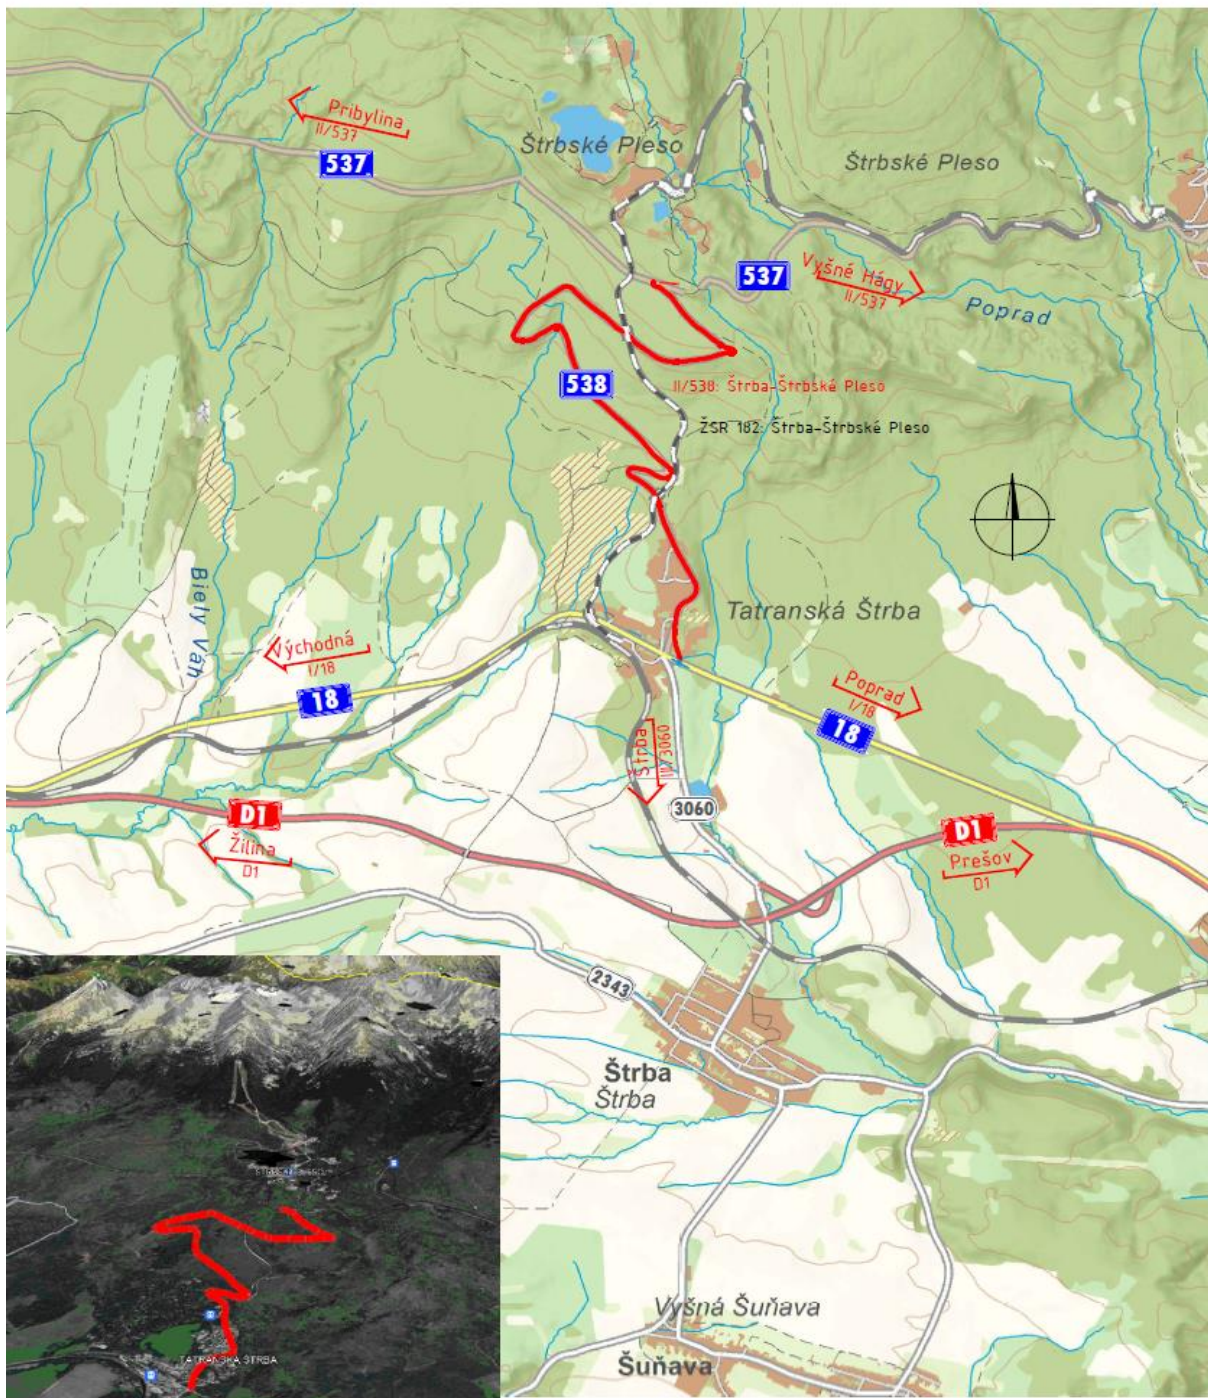 Pribylina
II/537
537
Štrbské Pleso
Štrbské Pleso
537
Vyšné Hágy
II/537
Poprad
538
II/538: Štrba-Štrbské Pleso
ŽSR 182: Štrba-Štrbské Pleso
Biely Váh
Tatranská Štrba
Východná
I/18
18
Poprad
I/18
18
Štrba
III/3060
3060
D1
Žilina
D1
D1
Prešov
D1
2343
Štrba
Štrba
TATRANSKÁ ŠTRBA
Vyšná Šuňava
Šuňava